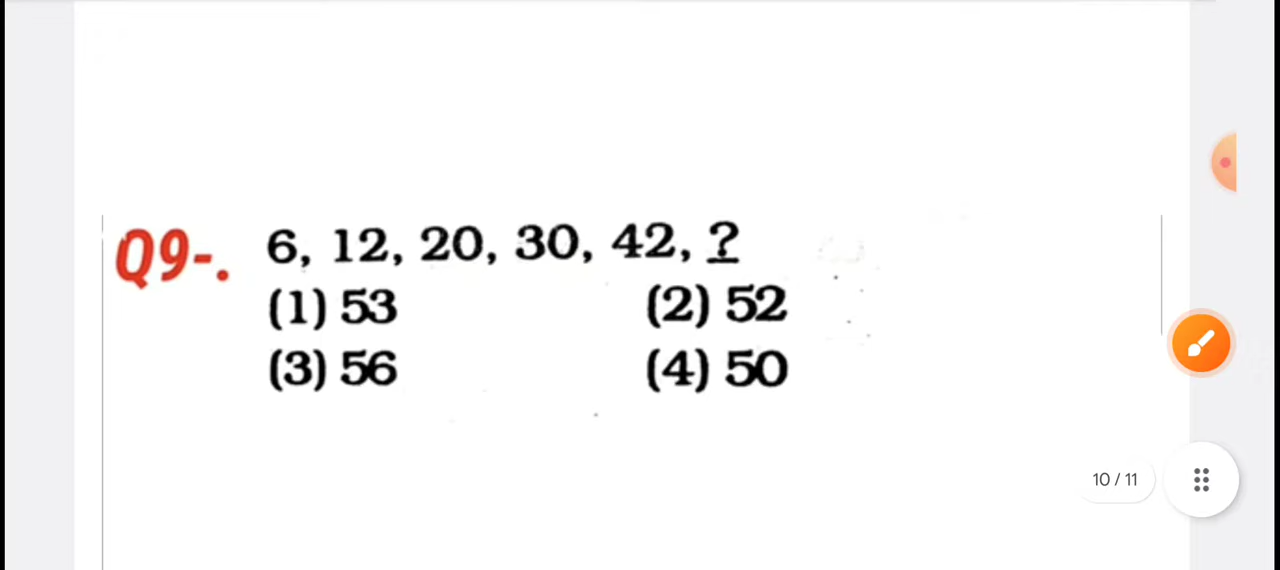 Q9-. 6, 12, 20, 30, 42, ?
(1) 53 (2) 52
(3) 56 (4) 50
10 / 11